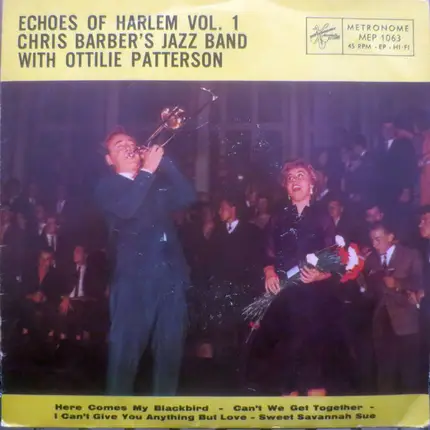 ECHOES OF HARLEM VOL. 1
CHRIS BARBER'S JAZZ BAND
WITH OTTILIE PATTERSON
METRONOME
MEP 1063
45 RPM - EP - HI-FI
Here Comes My Blackbird - Can't We Get Together -
I Can't Give You Anything But Love - Sweet Savannah Sue